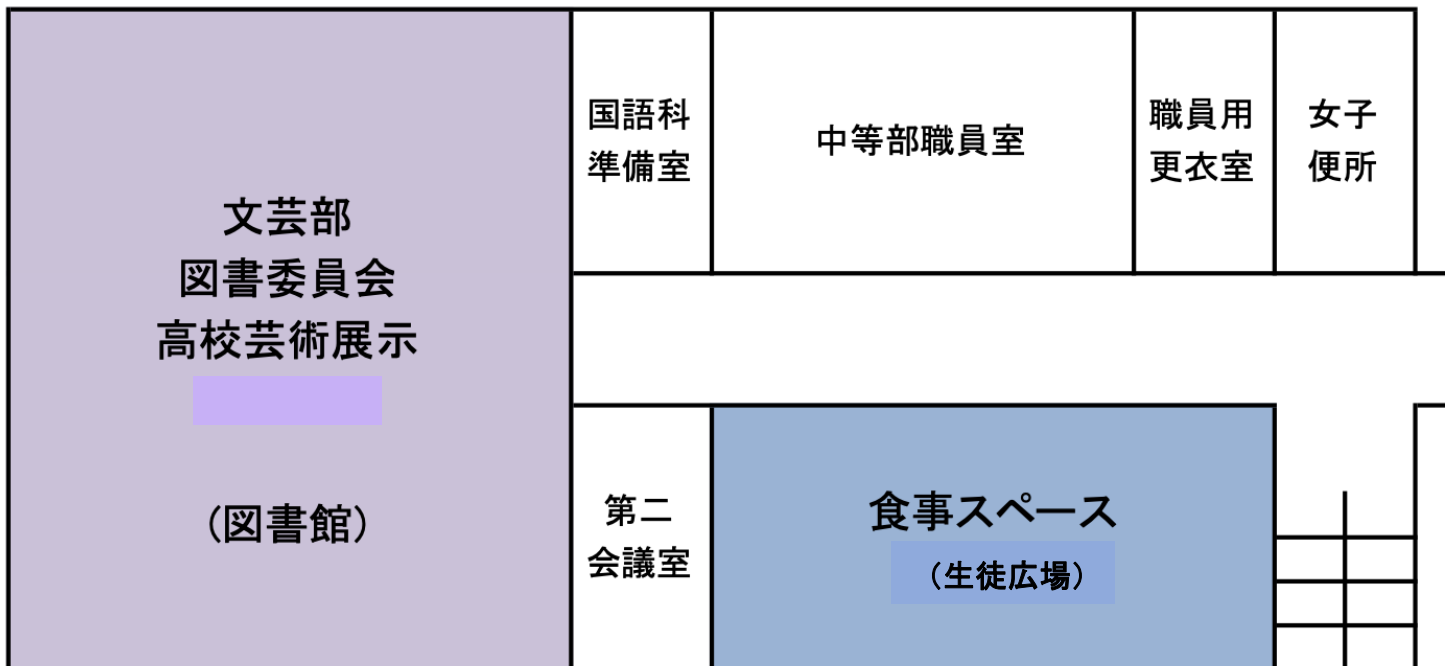 文芸部
図書委員会
高校芸術展示
(図書館)
国語科
準備室
中等部職員室
職員用
更衣室
女子
便所
第二
会議室
食事スペース
(生徒広場)